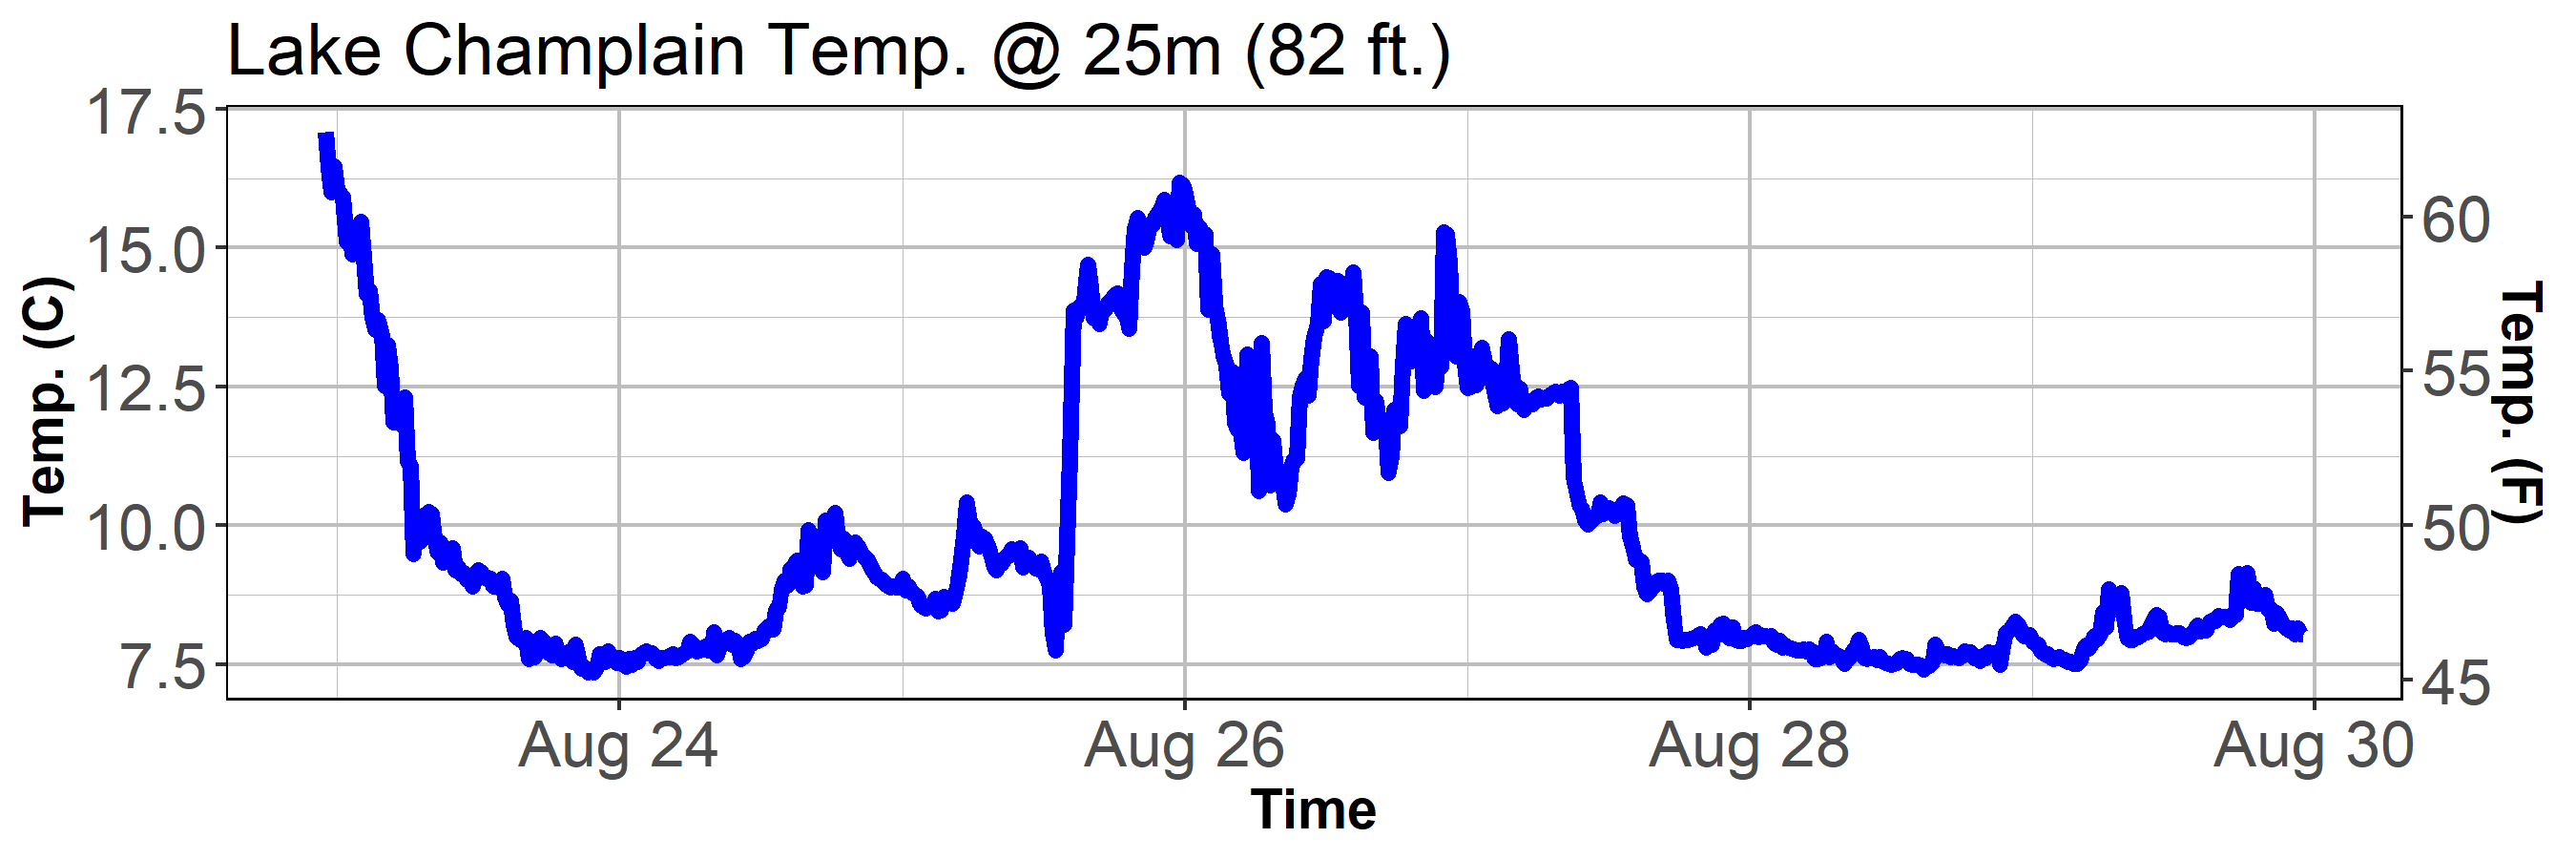 Lake Champlain Temp. @ 25m (82 ft.)
17.5
15.0
12.5
10.0
7.5
Temp. (C)
60
55
50
45
Temp. (F)
Aug 24
Aug 26
Aug 28
Aug 30
Time